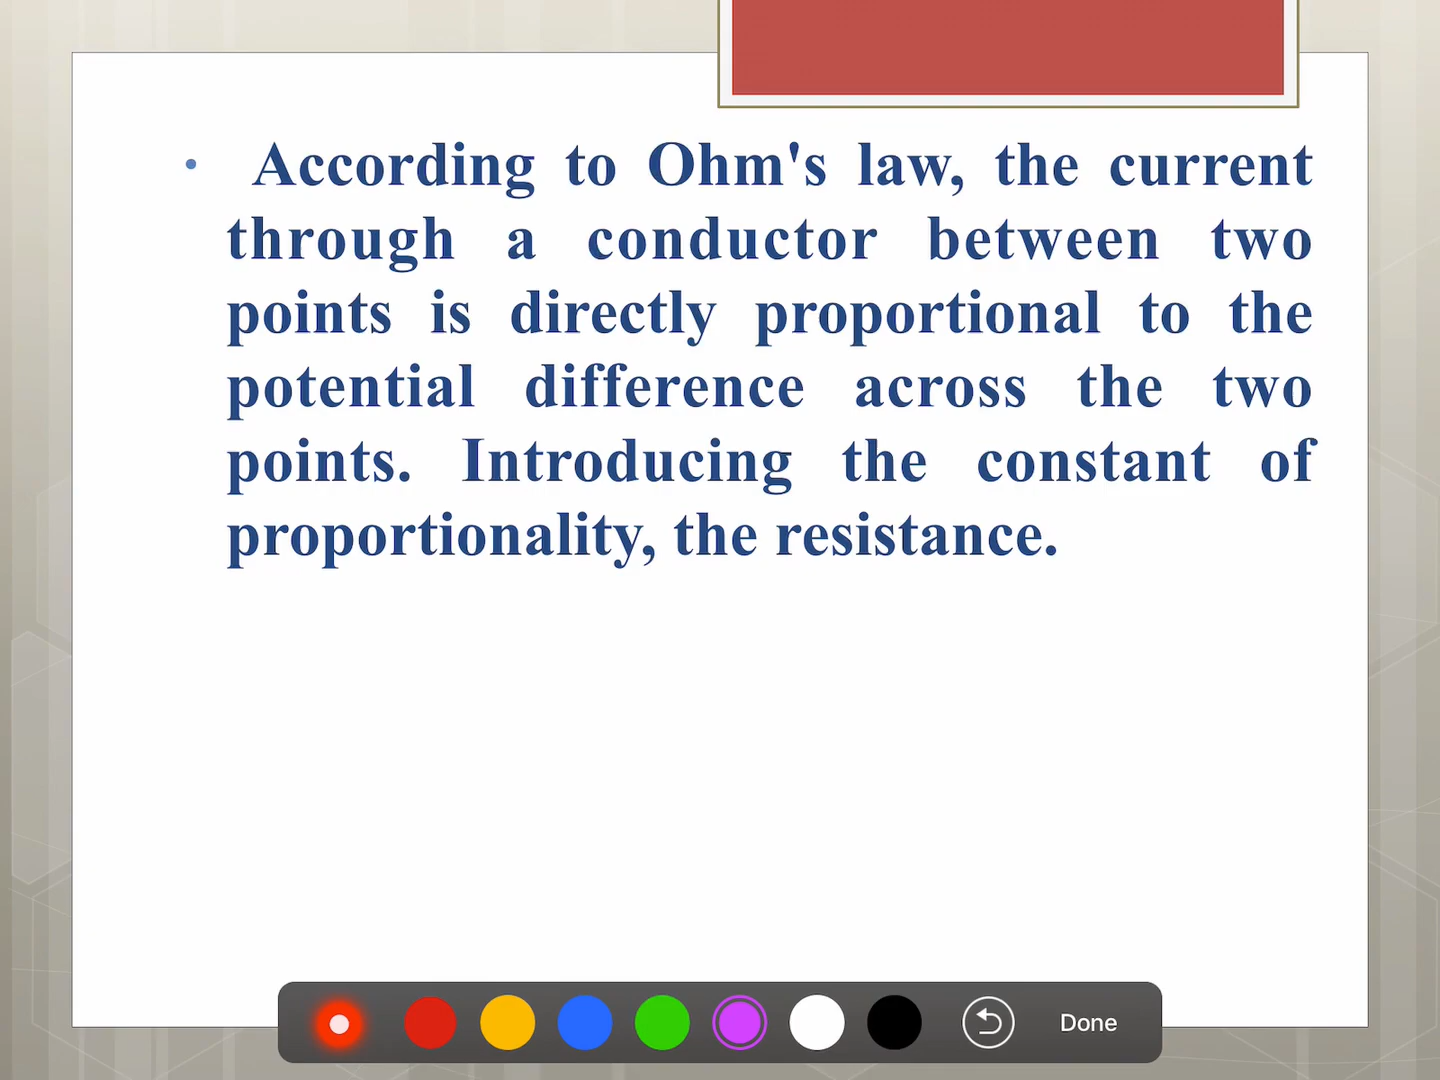 • According to Ohm's law, the current
through a conductor between two
points is directly proportional to the
potential difference across the two
points. Introducing the constant of
proportionality, the resistance.
Done